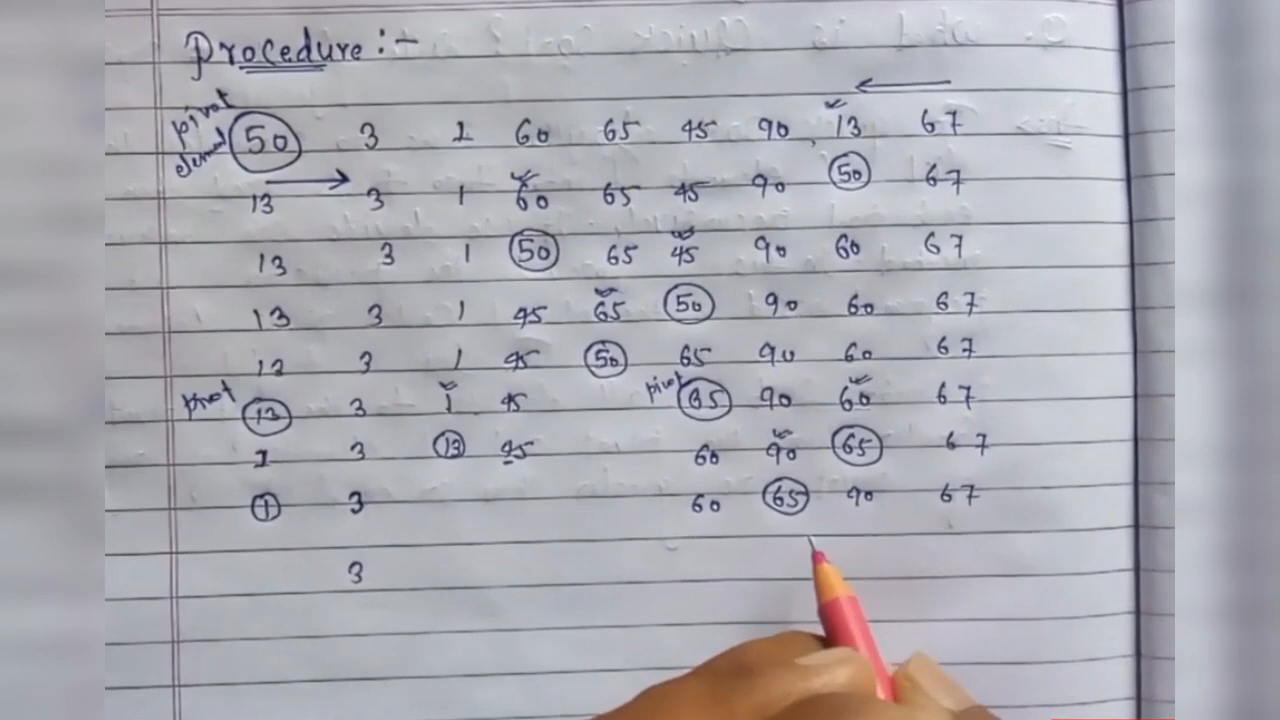 Procedure :-
pivot element
50 3 1 60 65 45 90 13 67
13 3 1 60 65 45 90 50 67
13 3 1 50 65 45 90 60 67
13 3 1 45 65 50 90 60 67
13 3 1 45 50 65 90 60 67
pivot 13 3 1 45 pivot 65 90 60 67
1 3 13 45 60 90 65 67
1 3 60 65 90 67
3